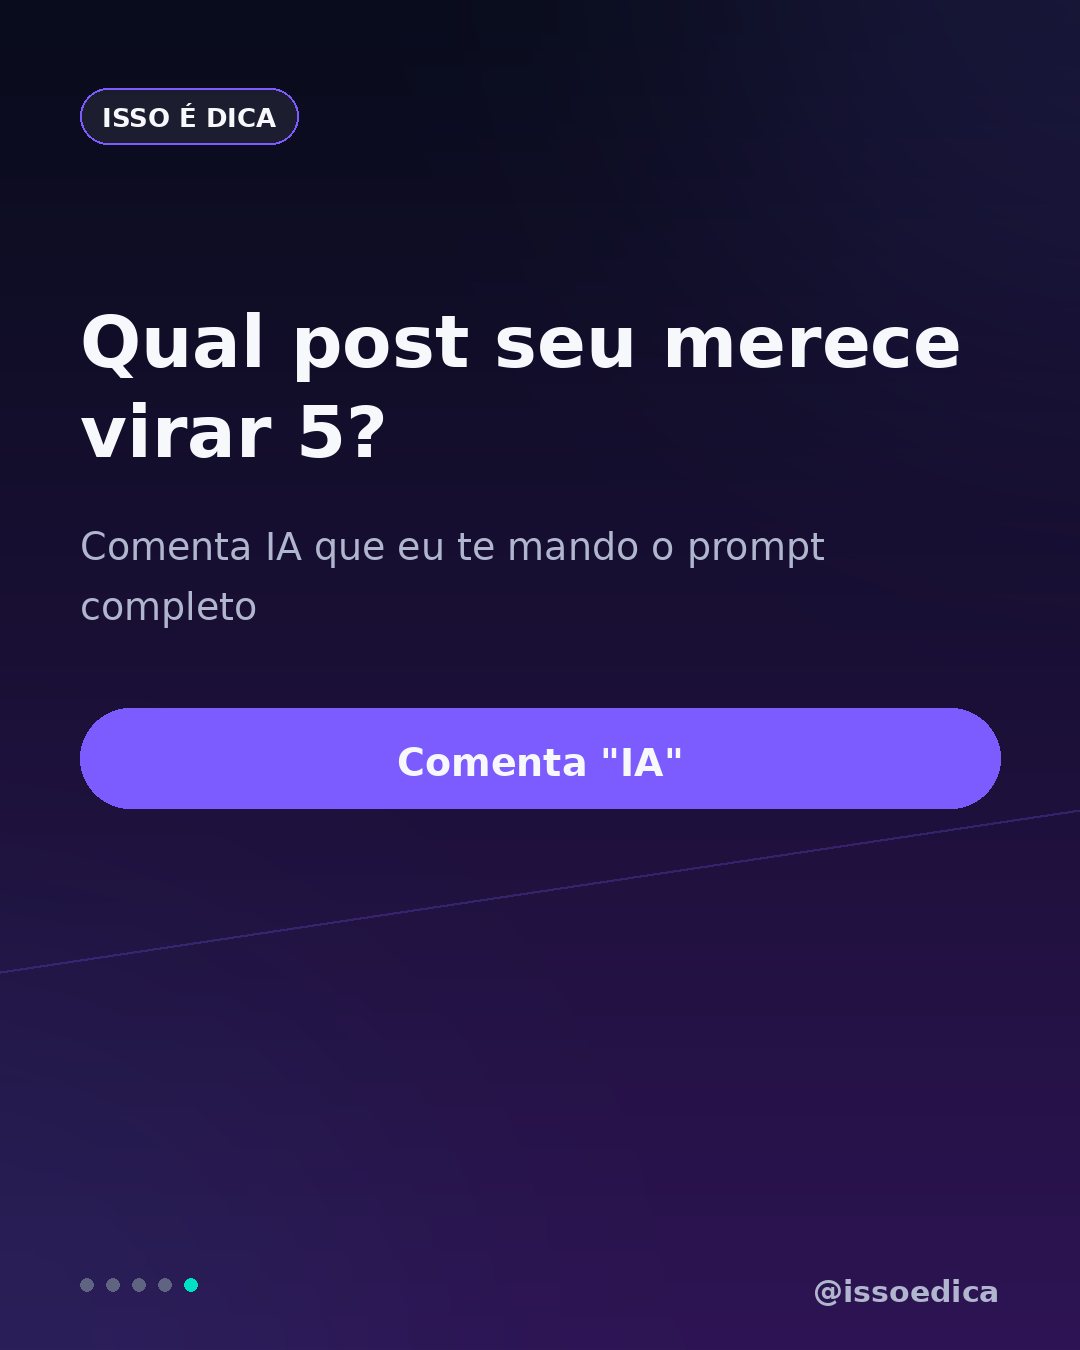 ISSO É DICA
Qual post seu merece
virar 5?
Comenta IA que eu te mando o prompt
completo
Comenta "IA"
@issoedica